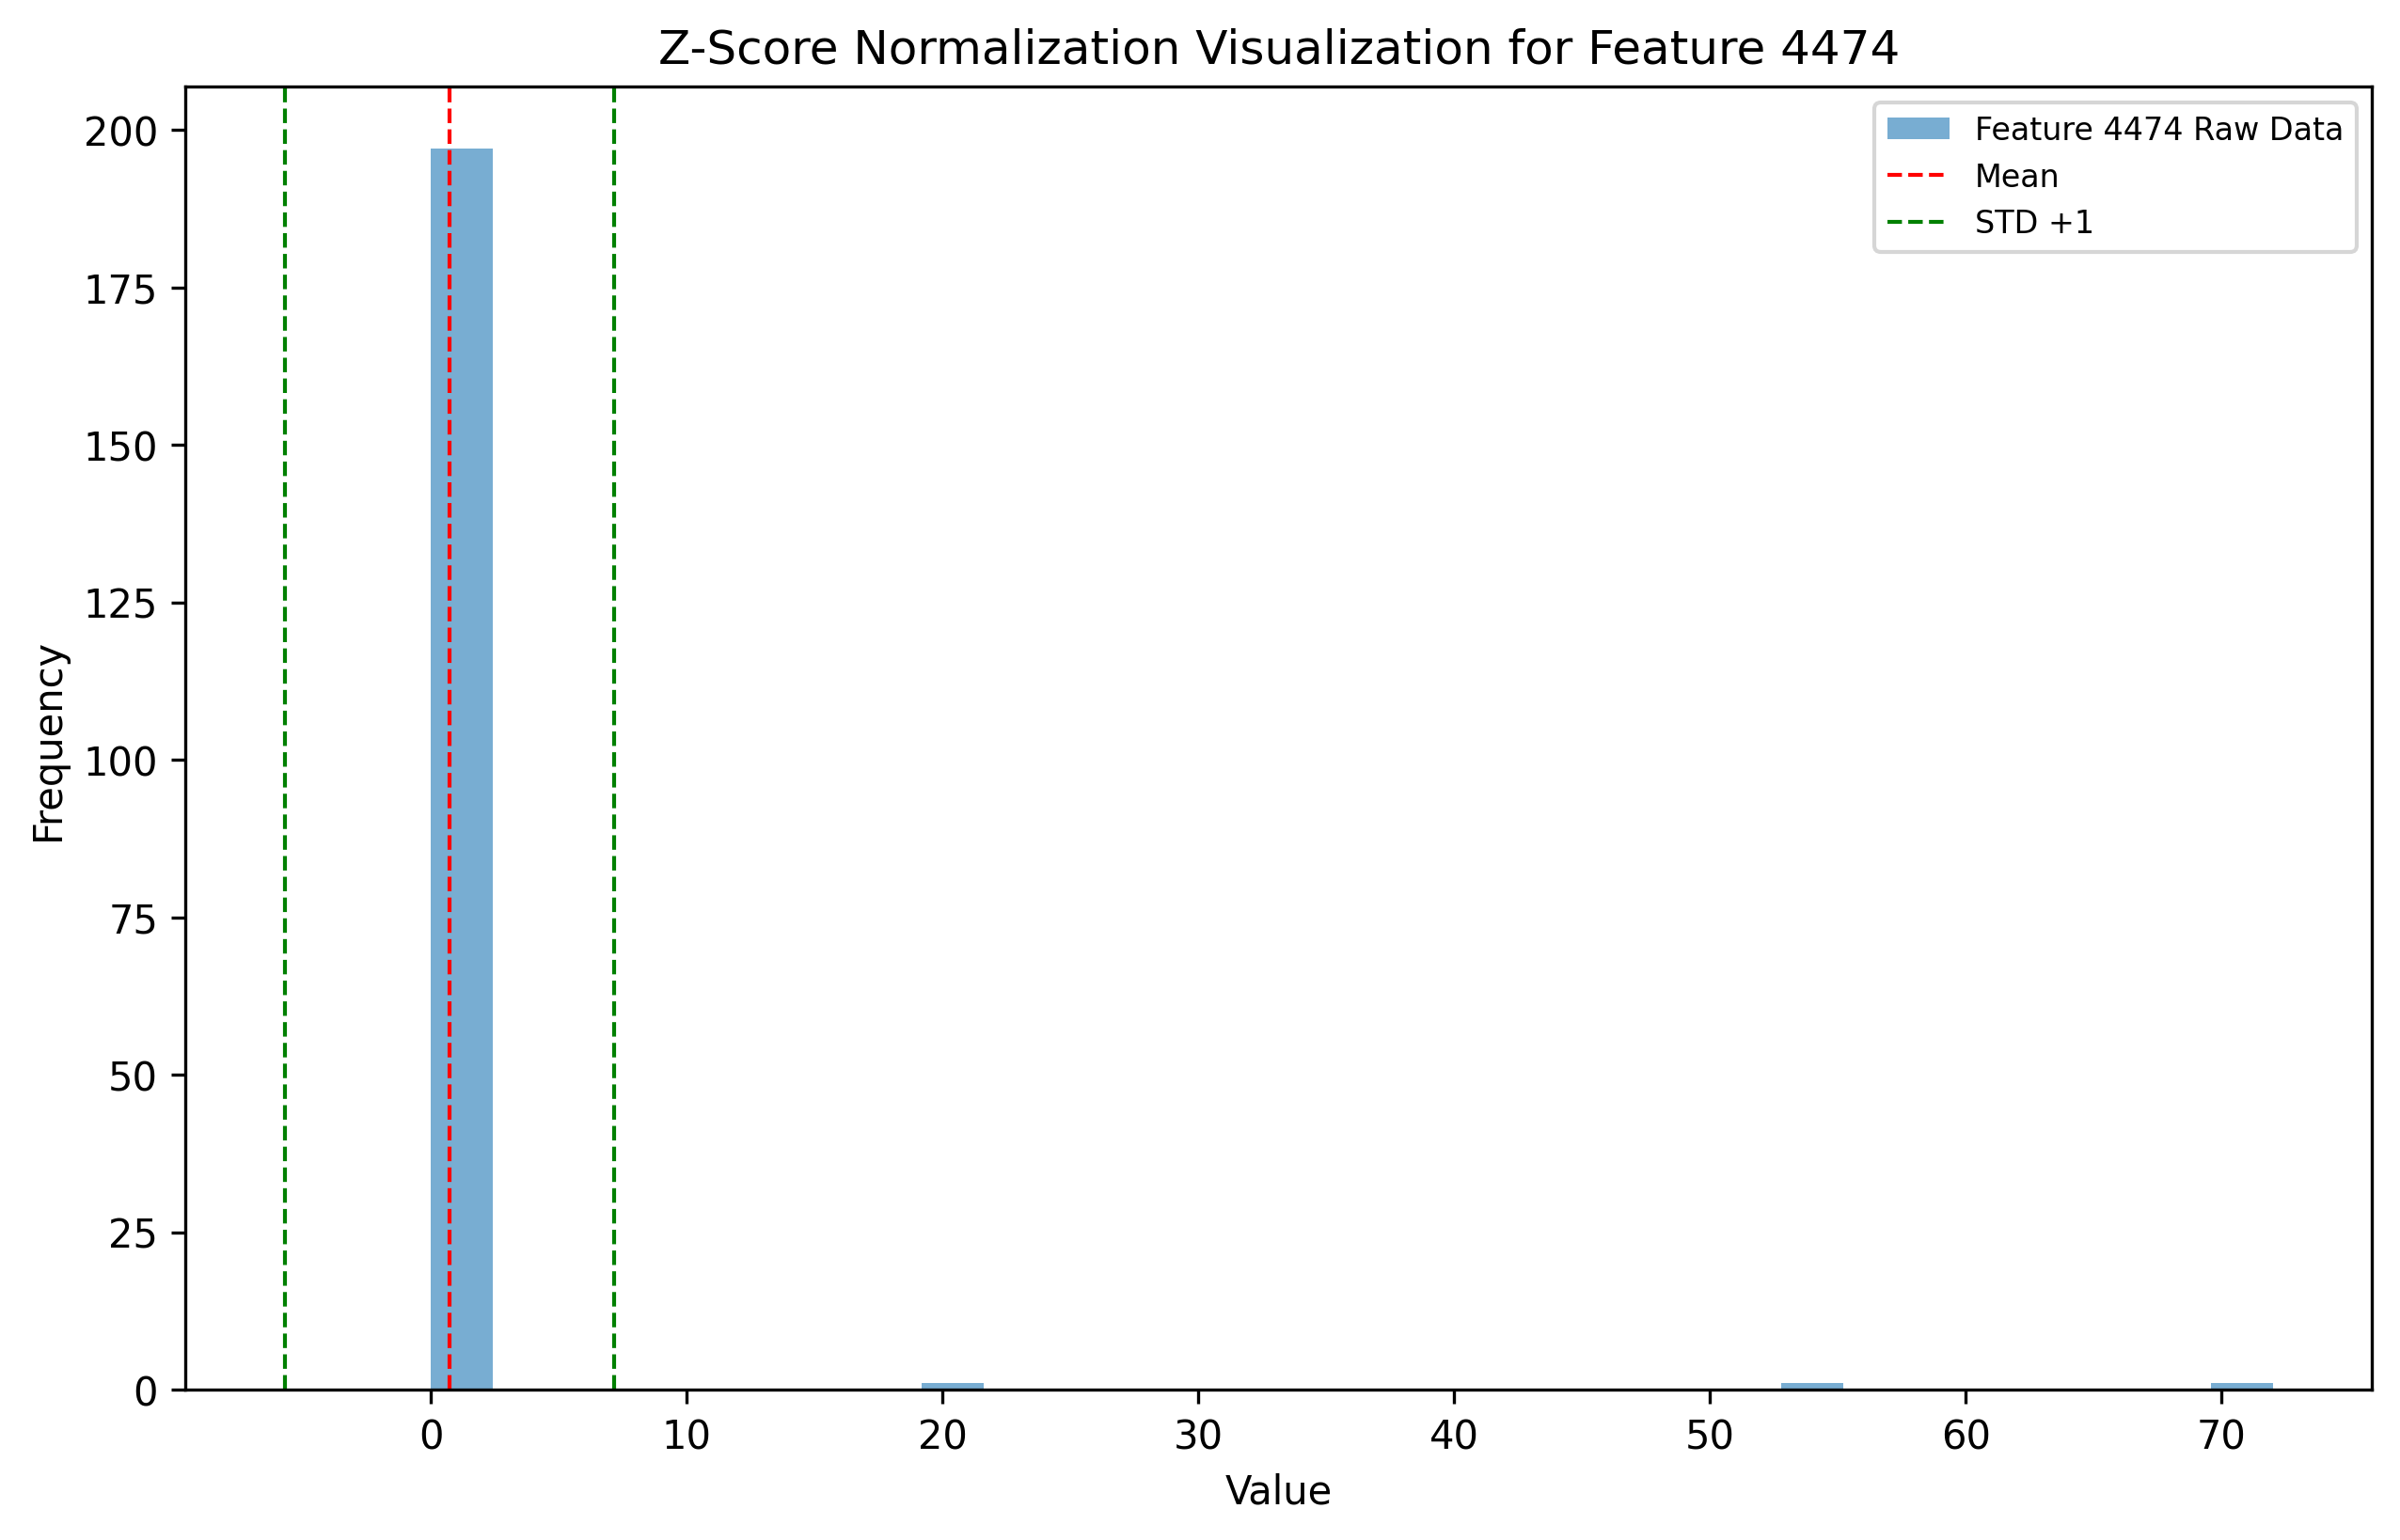 Z-Score Normalization Visualization for Feature 4474
Feature 4474 Raw Data
Mean
STD +1
Frequency
200
175
150
125
100
75
50
25
0
0 10 20 30 40 50 60 70
Value